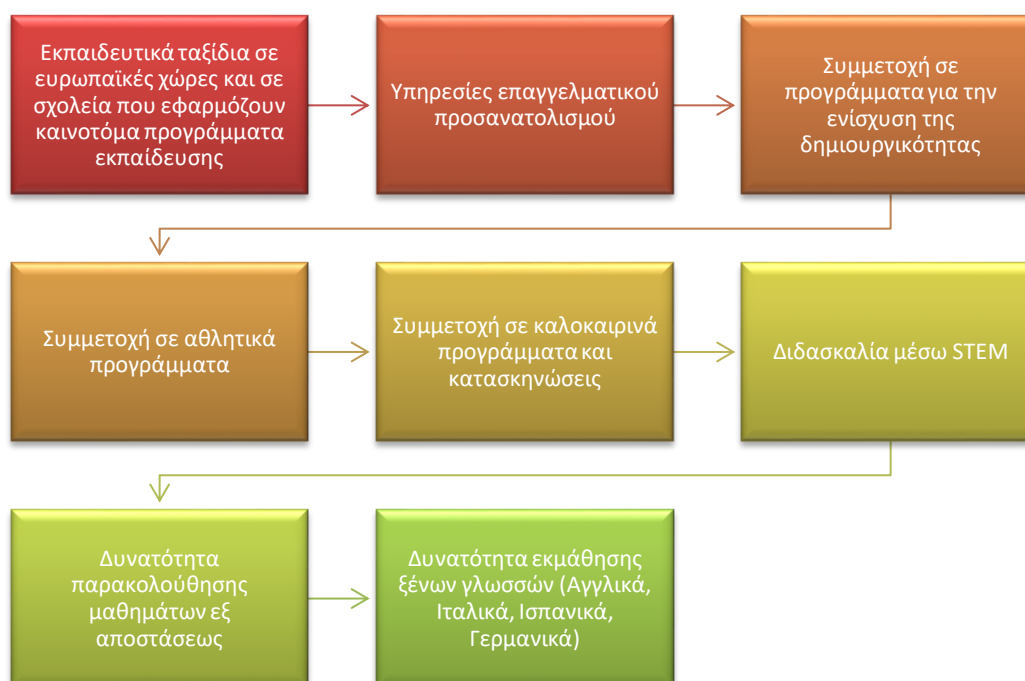 Εκπαιδευτικά ταξίδια σε
ευρωπαϊκές χώρες και σε
σχολεία που εφαρμόζουν
καινοτόμα προγράμματα
εκπαίδευσης
Υπηρεσίες επαγγελματικού
προσανατολισμού
Συμμετοχή σε
προγράμματα για την
ενίσχυση της
δημιουργικότητας
Συμμετοχή σε αθλητικά
προγράμματα
Συμμετοχή σε καλοκαιρινά
προγράμματα και
κατασκηνώσεις
Διδασκαλία μέσω STEM
Δυνατότητα
παρακολούθησης
μαθημάτων εξ
αποστάσεως
Δυνατότητα εκμάθησης
ξένων γλωσσών (Αγγλικά,
Ιταλικά, Ισπανικά,
Γερμανικά)